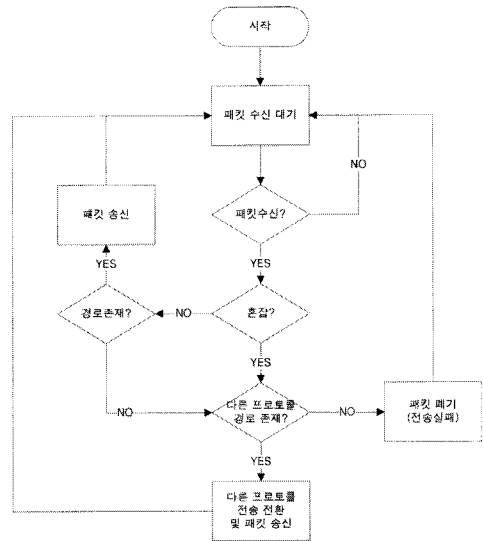 시작
패킷 수신 대기
NO
패킷 송신
패킷수신?
YES
YES
경로존재?
NO
혼잡?
YES
NO
다른 프로토콜
경로 존재?
NO
패킷 폐기
(전송실패)
YES
다른 프로토콜
전송 전환
및 패킷 송신